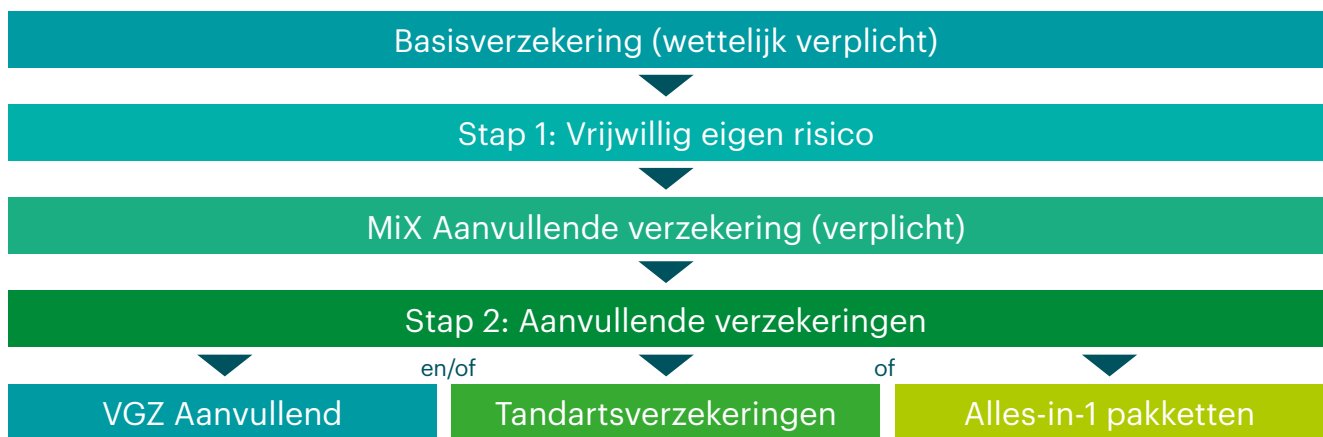 Basisverzekering (wettelijk verplicht)
Stap 1: Vrijwillig eigen risico
MiX Aanvullende verzekering (verplicht)
Stap 2: Aanvullende verzekeringen
en/of
of
VGZ Aanvullend
Tandartsverzekeringen
Alles-in-1 pakketten